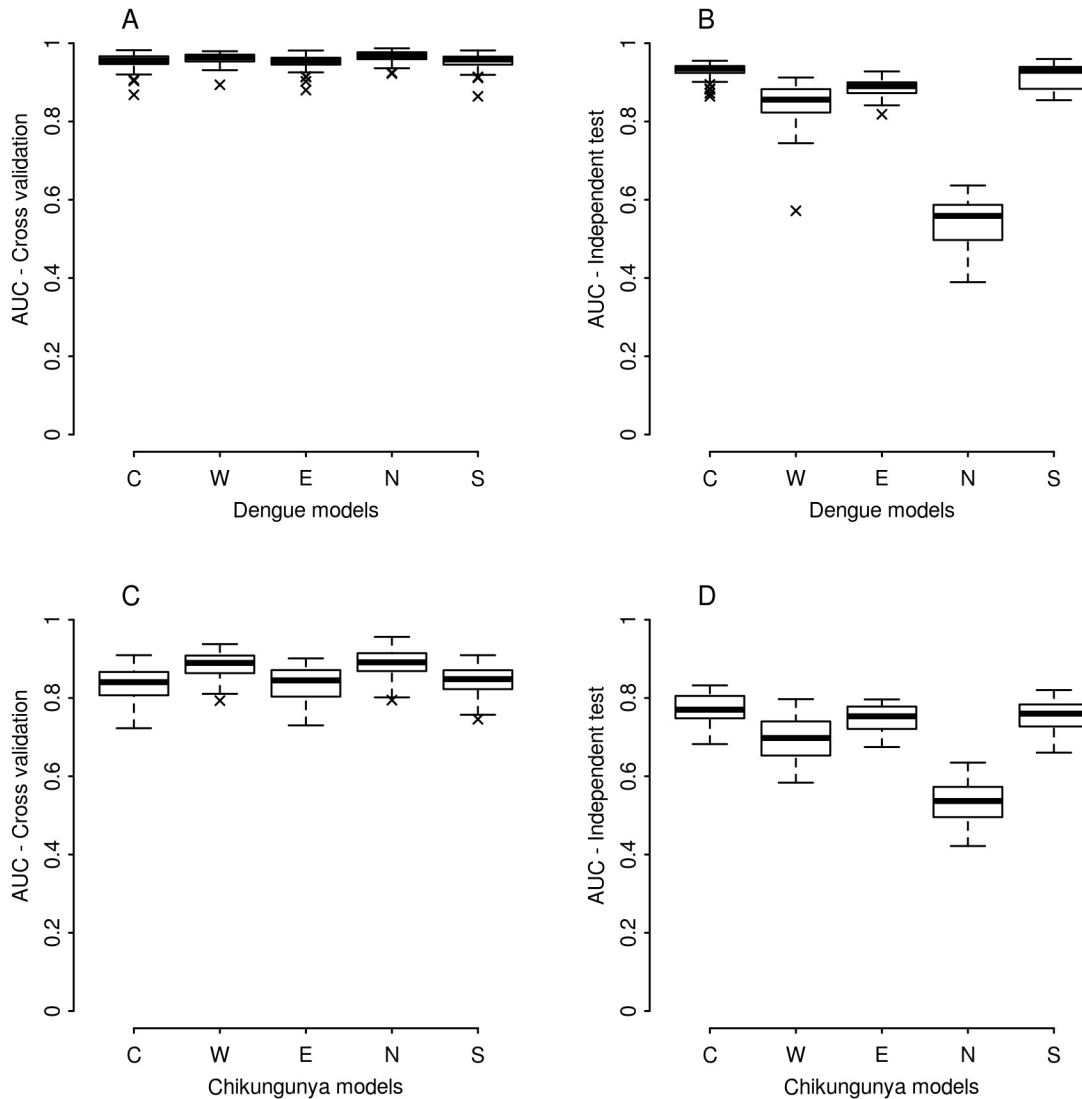 A
AUC - Cross validation
1
0.8
0.6
0.4
0.2
0
C W E N S
Dengue models
B
AUC - Independent test
1
0.8
0.6
0.4
0.2
0
C W E N S
Dengue models
C
AUC - Cross validation
1
0.8
0.6
0.4
0.2
0
C W E N S
Chikungunya models
D
AUC - Independent test
1
0.8
0.6
0.4
0.2
0
C W E N S
Chikungunya models